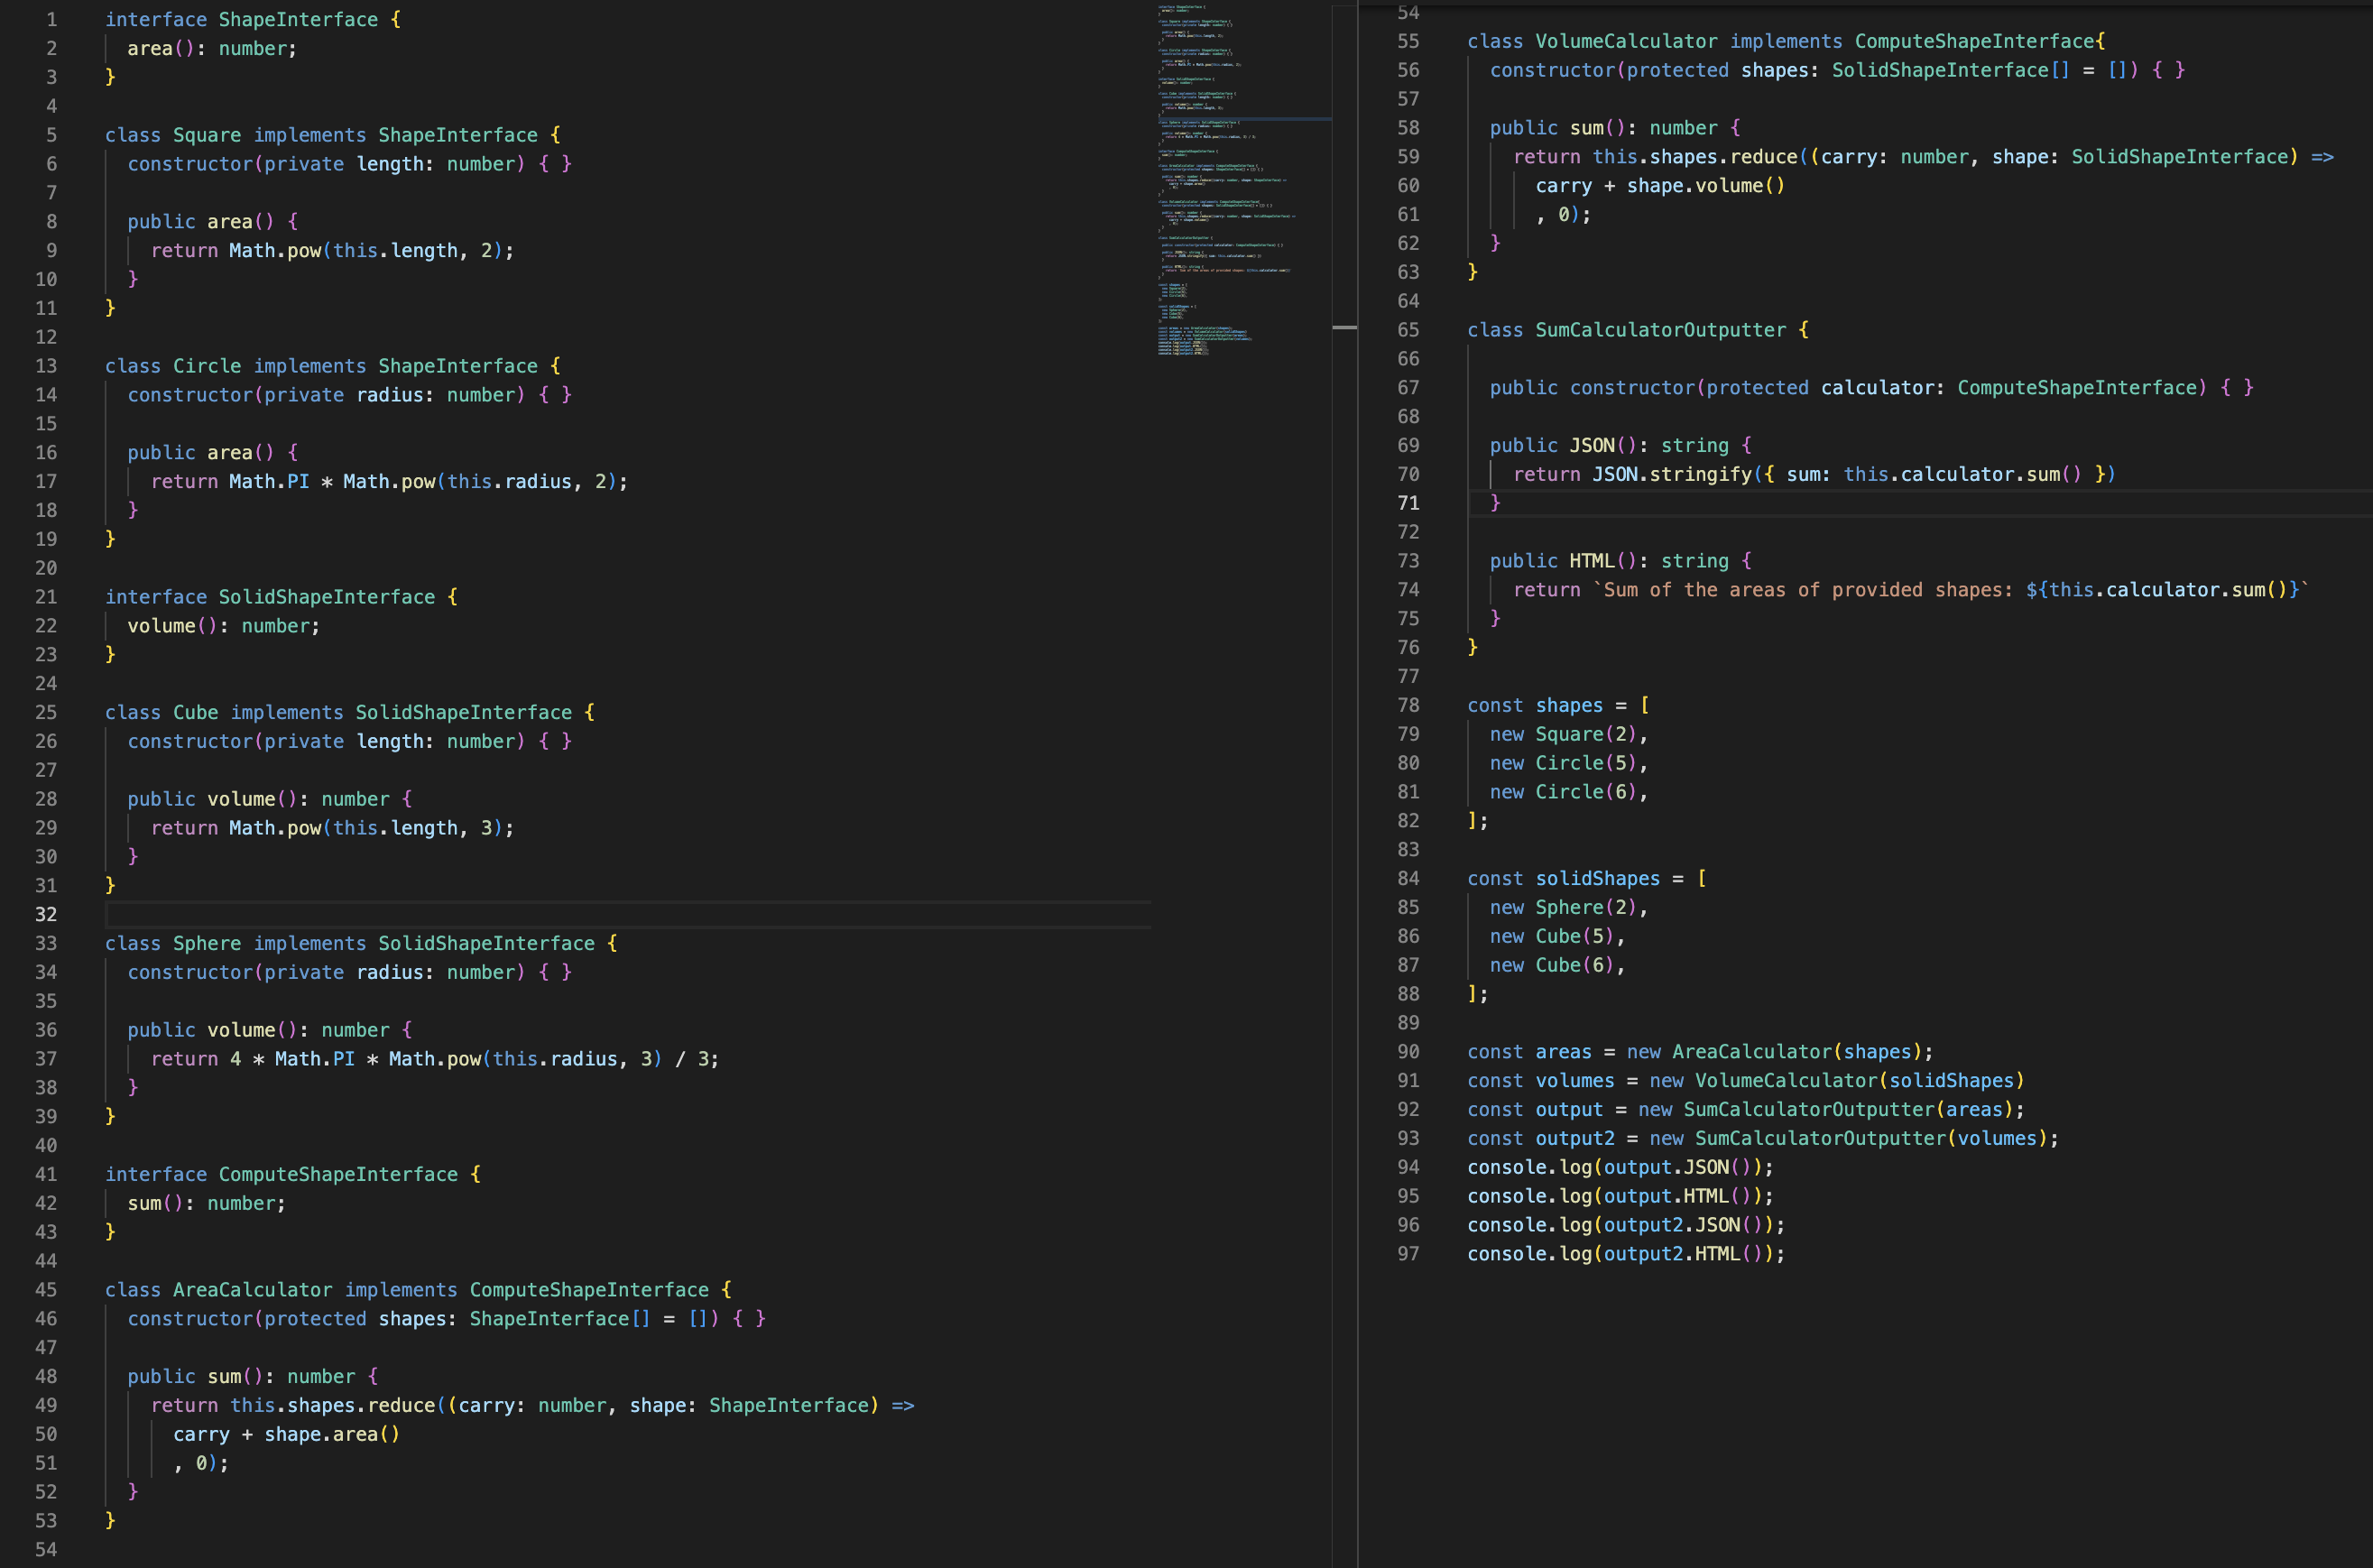 1 interface ShapeInterface {
2   area(): number;
3 }
4
5 class Square implements ShapeInterface {
6   constructor(private length: number) { }
7
8   public area() {
9     return Math.pow(this.length, 2);
10   }
11 }
12
13 class Circle implements ShapeInterface {
14   constructor(private radius: number) { }
15
16   public area() {
17     return Math.PI * Math.pow(this.radius, 2);
18   }
19 }
20
21 interface SolidShapeInterface {
22   volume(): number;
23 }
24
25 class Cube implements SolidShapeInterface {
26   constructor(private length: number) { }
27
28   public volume(): number {
29     return Math.pow(this.length, 3);
30   }
31 }
32
33 class Sphere implements SolidShapeInterface {
34   constructor(private radius: number) { }
35
36   public volume(): number {
37     return 4 * Math.PI * Math.pow(this.radius, 3) / 3;
38   }
39 }
40
41 interface ComputeShapeInterface {
42   sum(): number;
43 }
44
45 class AreaCalculator implements ComputeShapeInterface {
46   constructor(protected shapes: ShapeInterface[] = []) { }
47
48   public sum(): number {
49     return this.shapes.reduce((carry: number, shape: ShapeInterface) =>
50       carry + shape.area()
51       , 0);
52   }
53 }
54
54
55 class VolumeCalculator implements ComputeShapeInterface{
56   constructor(protected shapes: SolidShapeInterface[] = []) { }
57
58   public sum(): number {
59     return this.shapes.reduce((carry: number, shape: SolidShapeInterface) =>
60       carry + shape.volume()
61       , 0);
62   }
63 }
64
65 class SumCalculatorOutputter {
66
67   public constructor(protected calculator: ComputeShapeInterface) { }
68
69   public JSON(): string {
70     return JSON.stringify({ sum: this.calculator.sum() })
71   }
72
73   public HTML(): string {
74     return `Sum of the areas of provided shapes: ${this.calculator.sum()}`
75   }
76 }
77
78 const shapes = [
79   new Square(2),
80   new Circle(5),
81   new Circle(6),
82 ];
83
84 const solidShapes = [
85   new Sphere(2),
86   new Cube(5),
87   new Cube(6),
88 ];
89
90 const areas = new AreaCalculator(shapes);
91 const volumes = new VolumeCalculator(solidShapes)
92 const output = new SumCalculatorOutputter(areas);
93 const output2 = new SumCalculatorOutputter(volumes);
94 console.log(output.JSON());
95 console.log(output.HTML());
96 console.log(output2.JSON());
97 console.log(output2.HTML());